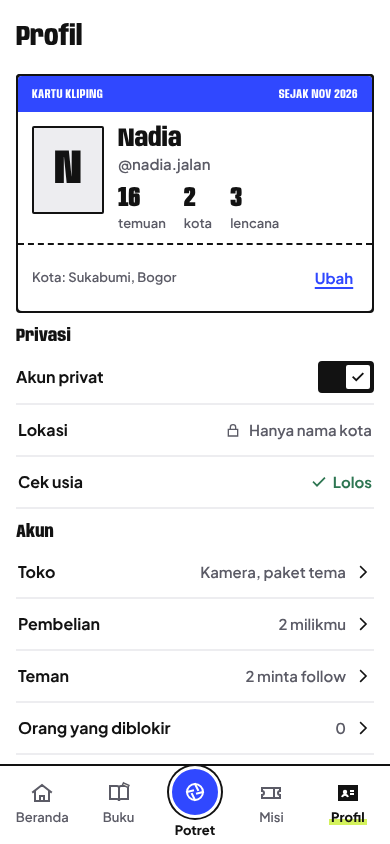 Profil
KARTU KLIPING SEJAK NOV 2026
N
Nadia
@nadia.jalan
16 2 3
temuan kota lencana
Kota: Sukabumi, Bogor Ubah
Privasi
Akun privat
Lokasi Hanya nama kota
Cek usia Lolos
Akun
Toko Kamera, paket tema
Pembelian 2 milikmu
Teman 2 minta follow
Orang yang diblokir 0
Beranda Buku Potret Misi Profil